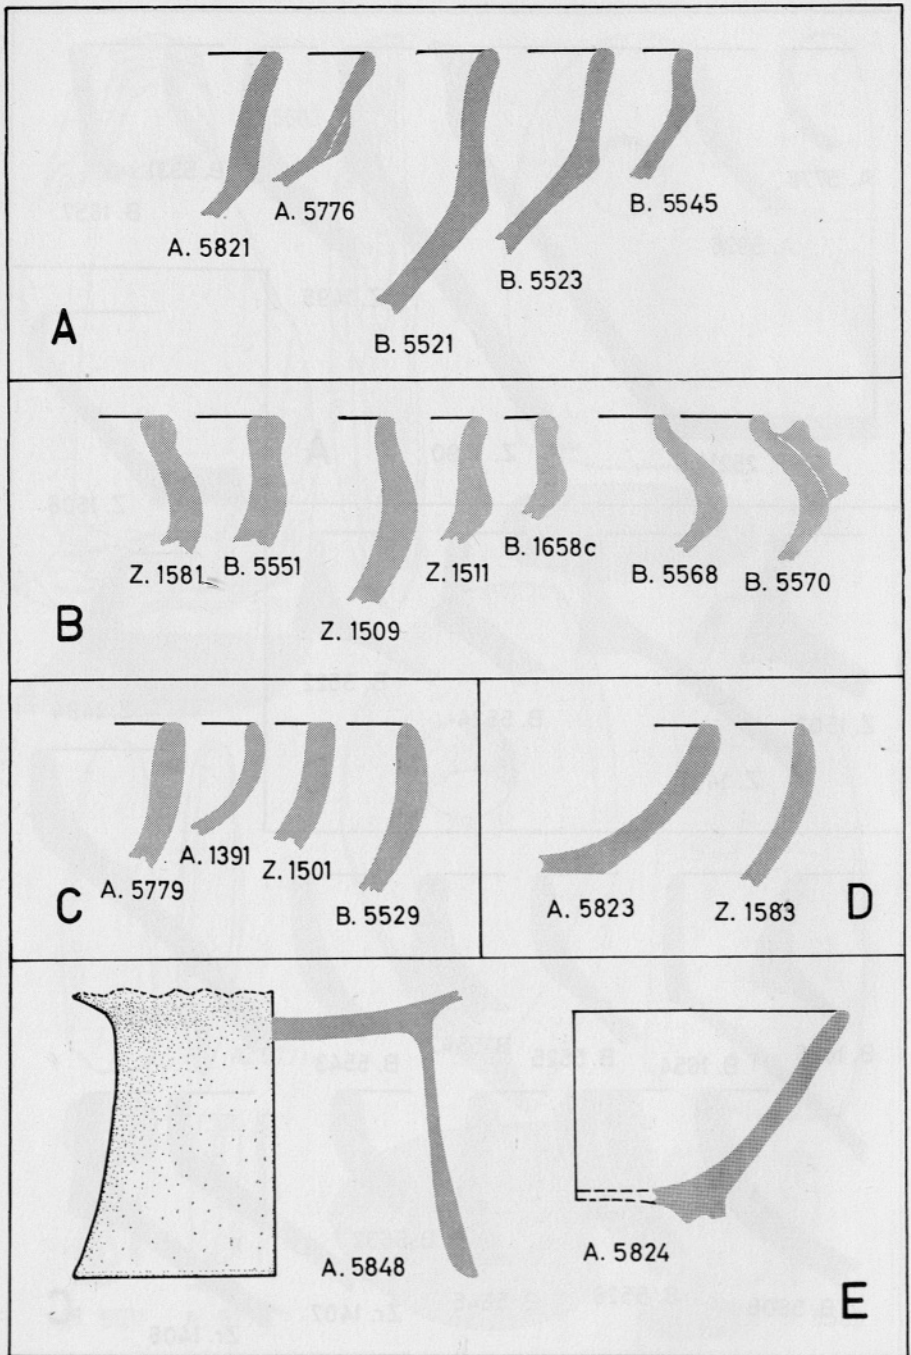 A. 5821
A. 5776
B. 5521
B. 5523
B. 5545
A
Z. 1581
B. 5551
Z. 1509
Z. 1511
B. 1658c
B. 5568
B. 5570
B
A. 5779
A. 1391
Z. 1501
B. 5529
C
A. 5823
Z. 1583
D
A. 5848
A. 5824
E